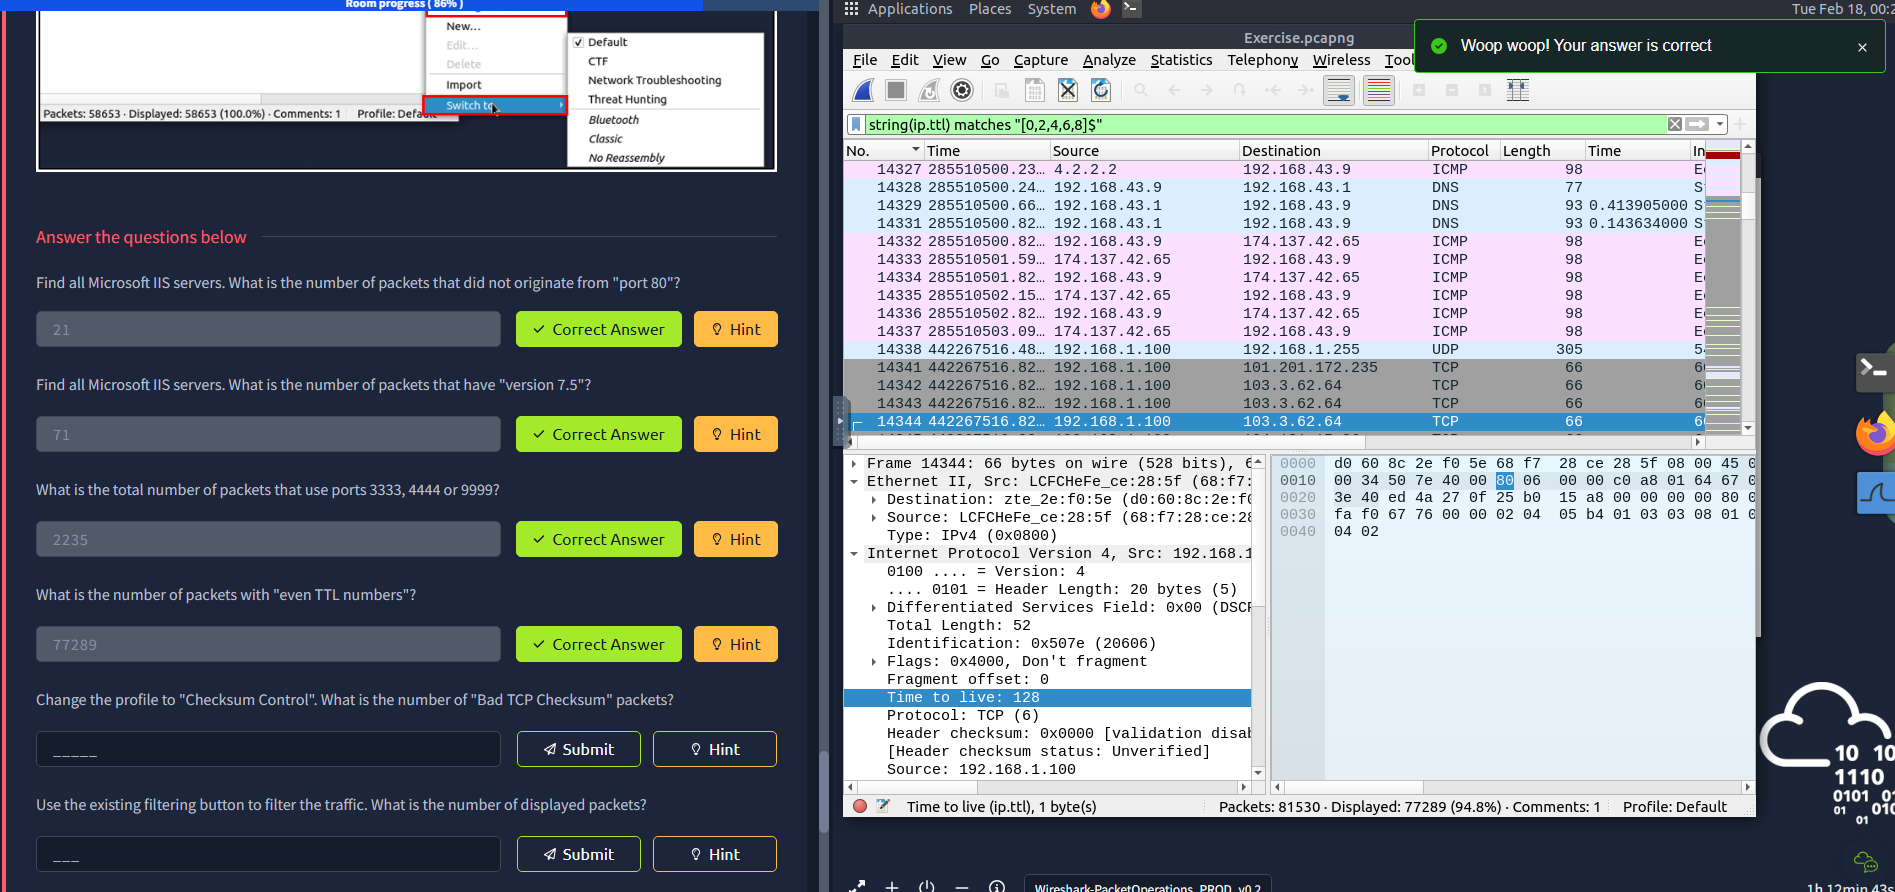 Room progress ( 86% )
New...
Edit...
Delete
Import
Switch to
Default
CTF
Network Troubleshooting
Threat Hunting
Bluetooth
Classic
No Reassembly
Packets: 58653 · Displayed: 58653 (100.0%) · Comments: 1 Profile: Default
Answer the questions below
Find all Microsoft IIS servers. What is the number of packets that did not originate from "port 80"?
21
Correct Answer
Hint
Find all Microsoft IIS servers. What is the number of packets that have "version 7.5"?
71
Correct Answer
Hint
What is the total number of packets that use ports 3333, 4444 or 9999?
2235
Correct Answer
Hint
What is the number of packets with "even TTL numbers"?
77289
Correct Answer
Hint
Change the profile to "Checksum Control". What is the number of "Bad TCP Checksum" packets?
_____
Submit
Hint
Use the existing filtering button to filter the traffic. What is the number of displayed packets?
___
Submit
Hint
Applications Places System
Tue Feb 18, 00:2
Exercise.pcapng
Woop woop! Your answer is correct
File Edit View Go Capture Analyze Statistics Telephony Wireless Tool
string(ip.ttl) matches "[0,2,4,6,8]$"
No. Time Source Destination Protocol Length Time In
14327 285510500.23… 4.2.2.2 192.168.43.9 ICMP 98 E
14328 285510500.24… 192.168.43.9 192.168.43.1 DNS 77 S
14329 285510500.66… 192.168.43.1 192.168.43.9 DNS 93 0.413905000 S
14331 285510500.82… 192.168.43.1 192.168.43.9 DNS 93 0.143634000 S
14332 285510500.82… 192.168.43.9 174.137.42.65 ICMP 98 E
14333 285510501.59… 174.137.42.65 192.168.43.9 ICMP 98 E
14334 285510501.82… 192.168.43.9 174.137.42.65 ICMP 98 E
14335 285510502.15… 174.137.42.65 192.168.43.9 ICMP 98 E
14336 285510502.82… 192.168.43.9 174.137.42.65 ICMP 98 E
14337 285510503.09… 174.137.42.65 192.168.43.9 ICMP 98 E
14338 442267516.48… 192.168.1.100 192.168.1.255 UDP 305 5
14341 442267516.82… 192.168.1.100 101.201.172.235 TCP 66 6
14342 442267516.82… 192.168.1.100 103.3.62.64 TCP 66 6
14343 442267516.82… 192.168.1.100 103.3.62.64 TCP 66 6
14344 442267516.82… 192.168.1.100 103.3.62.64 TCP 66 6
Frame 14344: 66 bytes on wire (528 bits), 6
Ethernet II, Src: LCFCHeFe_ce:28:5f (68:f7:
Destination: zte_2e:f0:5e (d0:60:8c:2e:f0
Source: LCFCHeFe_ce:28:5f (68:f7:28:ce:28
Type: IPv4 (0x0800)
Internet Protocol Version 4, Src: 192.168.1
0100 .... = Version: 4
.... 0101 = Header Length: 20 bytes (5)
Differentiated Services Field: 0x00 (DSCP
Total Length: 52
Identification: 0x507e (20606)
Flags: 0x4000, Don't fragment
Fragment offset: 0
Time to live: 128
Protocol: TCP (6)
Header checksum: 0x0000 [validation disab
[Header checksum status: Unverified]
Source: 192.168.1.100
0000 d0 60 8c 2e f0 5e 68 f7 28 ce 28 5f 08 00 45 0
0010 00 34 50 7e 40 00 80 06 00 00 c0 a8 01 64 67 0
0020 3e 40 ed 4a 27 0f 25 b0 15 a8 00 00 00 00 80 0
0030 fa f0 67 76 00 00 02 04 05 b4 01 03 03 08 01 0
0040 04 02
Time to live (ip.ttl), 1 byte(s)
Packets: 81530 · Displayed: 77289 (94.8%) · Comments: 1
Profile: Default
10 10
1110
0101 01
01 010
01
Wireshark-PacketOperations_PROD_v0.2
1h 12min 43s